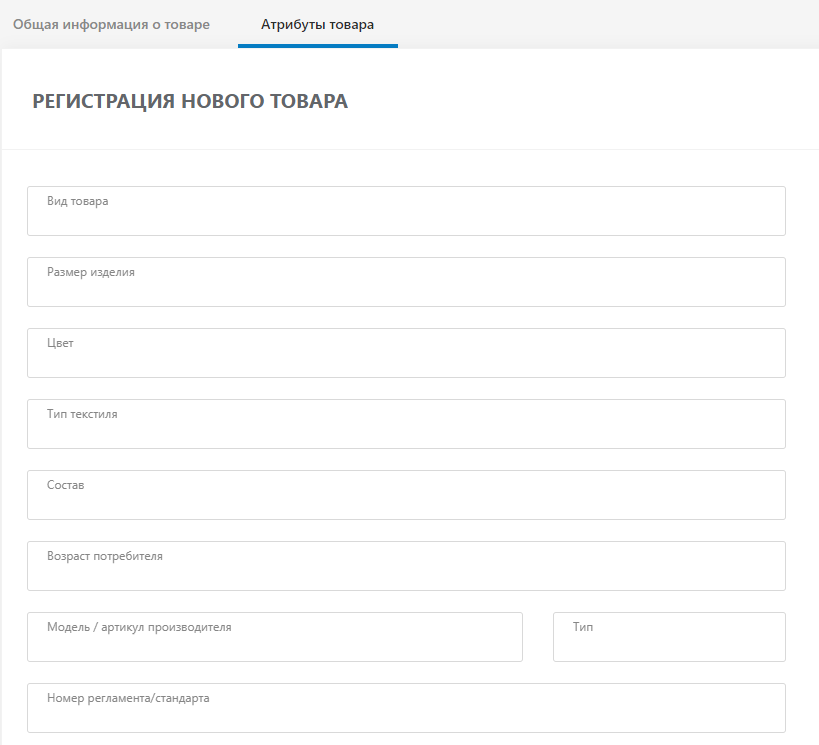 Общая информация о товаре
Атрибуты товара
РЕГИСТРАЦИЯ НОВОГО ТОВАРА
Вид товара
Размер изделия
Цвет
Тип текстиля
Состав
Возраст потребителя
Модель / артикул производителя
Тип
Номер регламента/стандарта